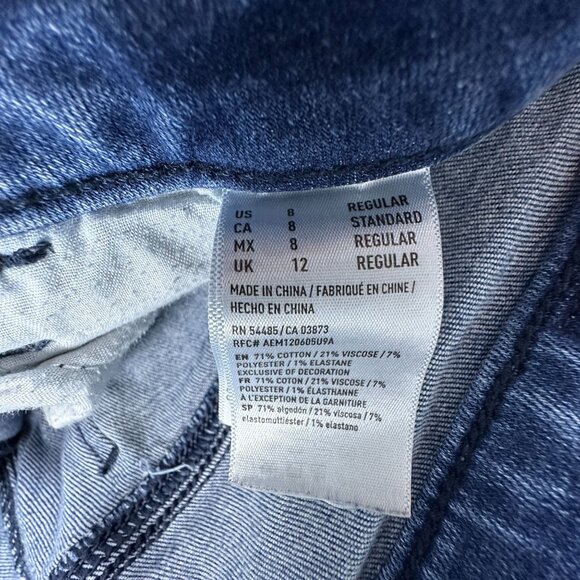 US 8 REGULAR
CA 8 STANDARD
MX 8 REGULAR
UK 12 REGULAR
MADE IN CHINA / FABRIQUÉ EN CHINE /
HECHO EN CHINA
RN 54485 / CA 03873
RFC# AEM120605U9A
EN 71% COTTON / 21% VISCOSE / 7%
POLYESTER / 1% ELASTANE
EXCLUSIVE OF DECORATION
FR 71% COTON / 21% VISCOSE / 7%
POLYESTER / 1% ÉLASTHANNE
À L'EXCEPTION DE LA GARNITURE
SP 71% algodón / 21% viscosa / 7%
elastomultiéster / 1% elastano